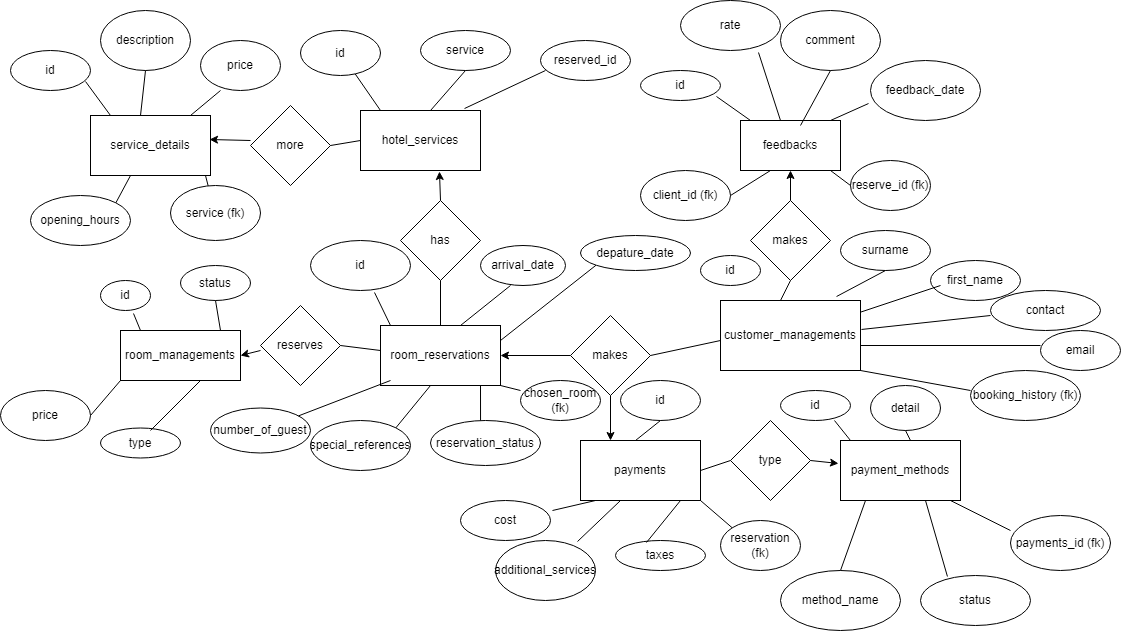 rate
comment
description
id
price
id
service
reserved_id
id
feedback_date
service_details
more
hotel_services
feedbacks
opening_hours
service (fk)
client_id (fk)
reserve_id (fk)
has
makes
surname
id
status
id
arrival_date
depature_date
id
first_name
contact
room_managements
reserves
room_reservations
makes
customer_managements
email
price
type
number_of_guest
special_references
reservation_status
chosen_room
(fk)
id
booking_history (fk)
id
detail
payments
type
payment_methods
cost
additional_services
taxes
reservation
(fk)
payments_id (fk)
method_name
status